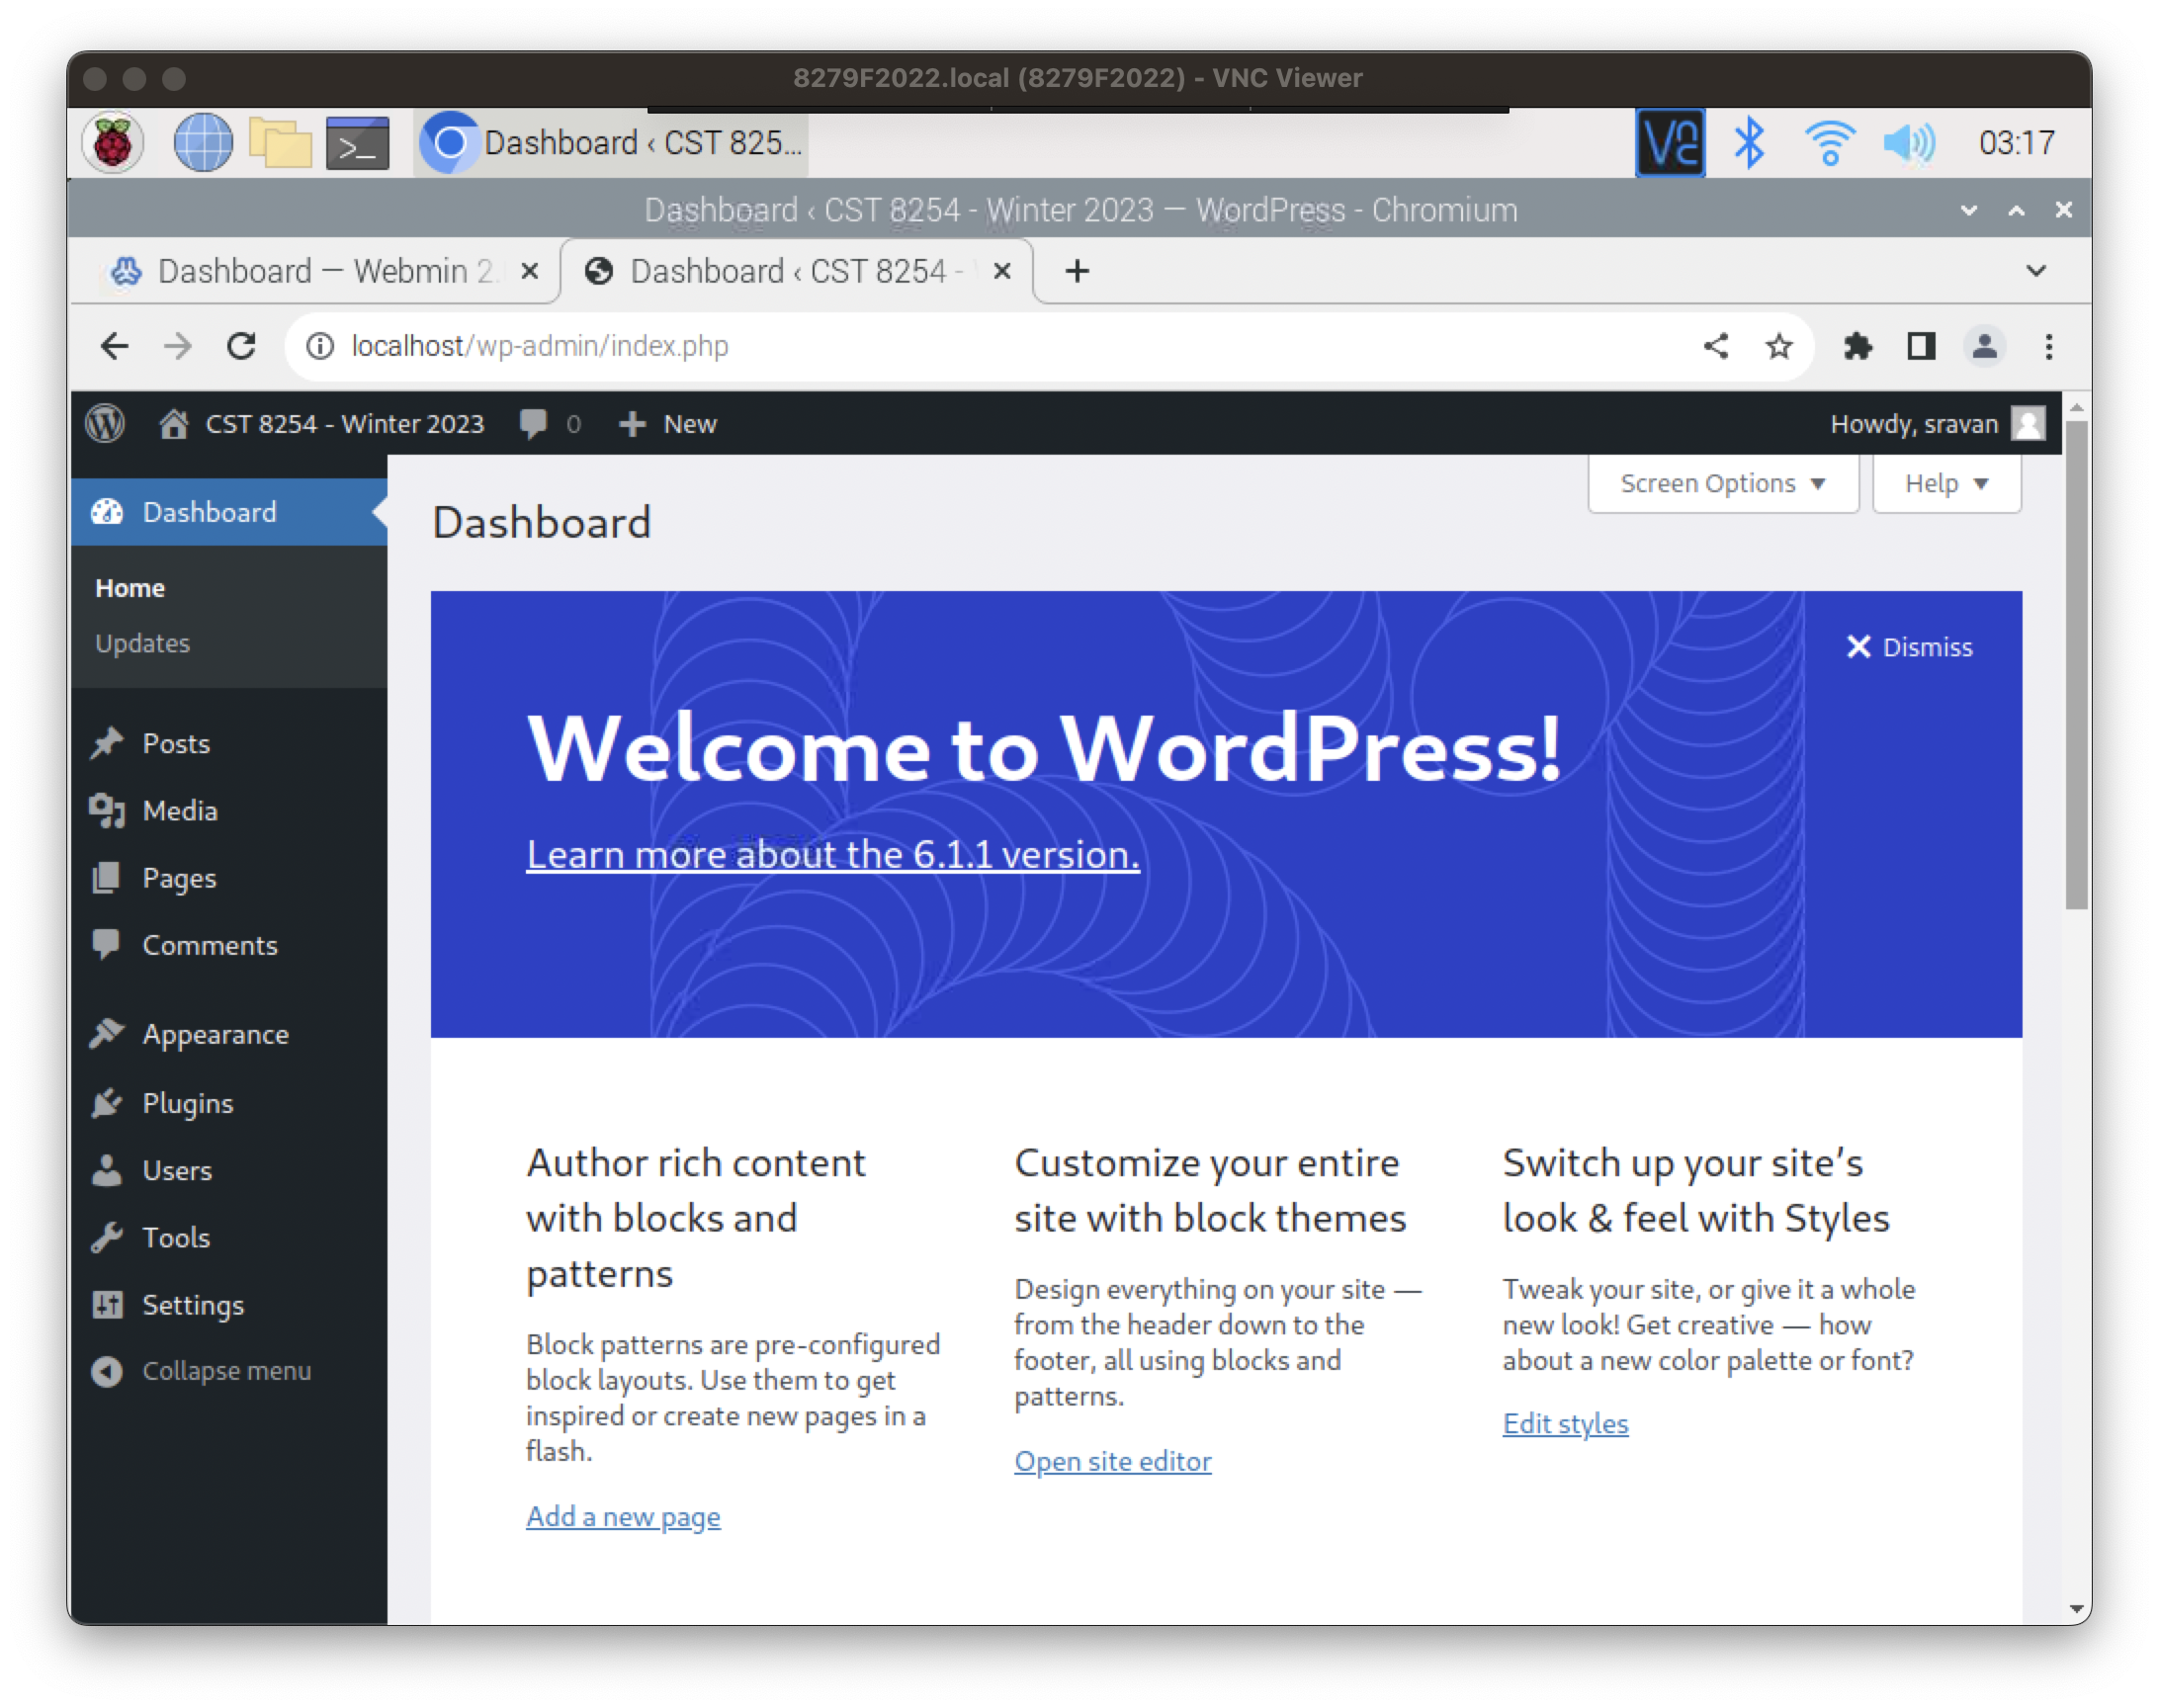 8279F2022.local (8279F2022) - VNC Viewer
Dashboard ‹ CST 825...
03:17
Dashboard ‹ CST 8254 - Winter 2023 — WordPress - Chromium
Dashboard — Webmin 2.
Dashboard ‹ CST 8254 -
localhost/wp-admin/index.php
CST 8254 - Winter 2023
0
New
Howdy, sravan
Screen Options
Help
Dashboard
Home
Updates
Posts
Media
Pages
Comments
Appearance
Plugins
Users
Tools
Settings
Collapse menu
Dashboard
Dismiss
Welcome to WordPress!
Learn more about the 6.1.1 version.
Author rich content
with blocks and
patterns
Block patterns are pre-configured
block layouts. Use them to get
inspired or create new pages in a
flash.
Add a new page
Customize your entire
site with block themes
Design everything on your site —
from the header down to the
footer, all using blocks and
patterns.
Open site editor
Switch up your site's
look & feel with Styles
Tweak your site, or give it a whole
new look! Get creative — how
about a new color palette or font?
Edit styles